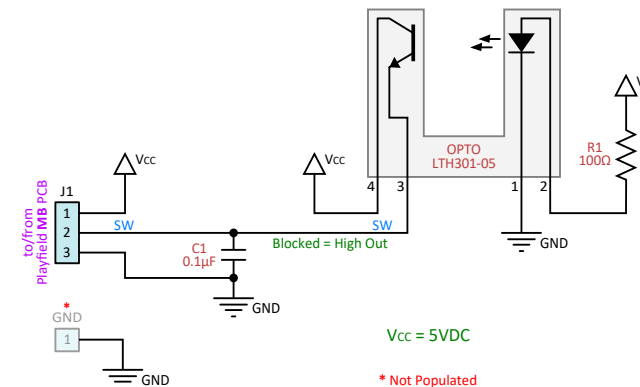 V
OPTO
LTH301-05
R1
100Ω
Vcc
Vcc
J1
4
3
1
2
to/from
Playfield MB PCB
1
2
3
SW
SW
C1
0.1µF
Blocked = High Out
GND
GND
*
GND
1
GND
Vcc = 5VDC
* Not Populated